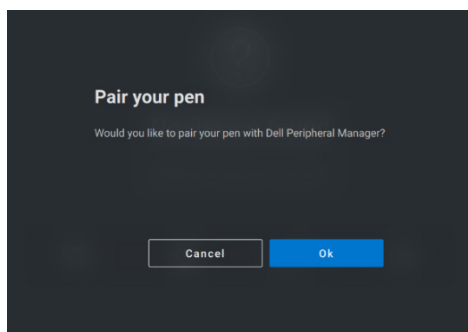 Pair your pen
Would you like to pair your pen with Dell Peripheral Manager?
Cancel
Ok